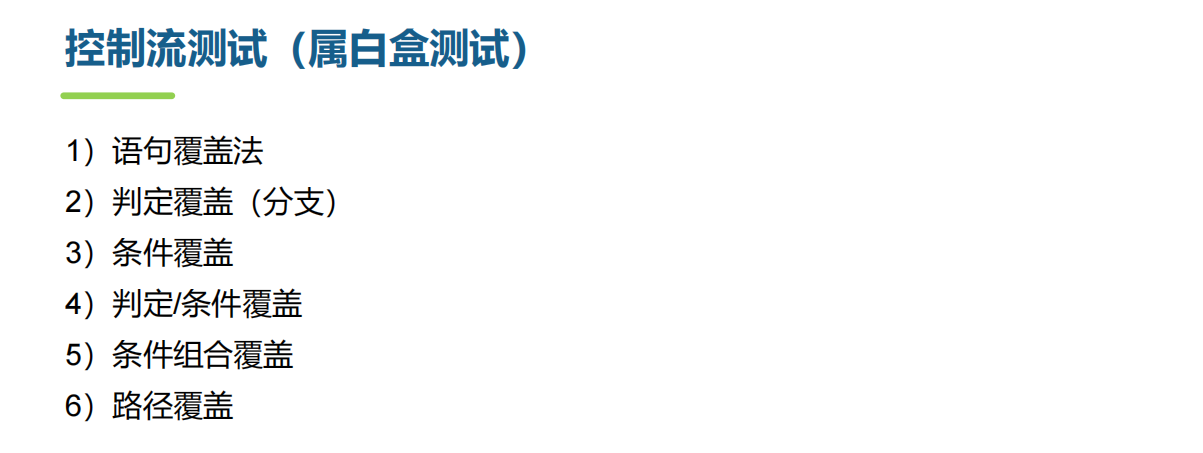 控制流测试（属白盒测试）
1）语句覆盖法
2）判定覆盖（分支）
3）条件覆盖
4）判定/条件覆盖
5）条件组合覆盖
6）路径覆盖